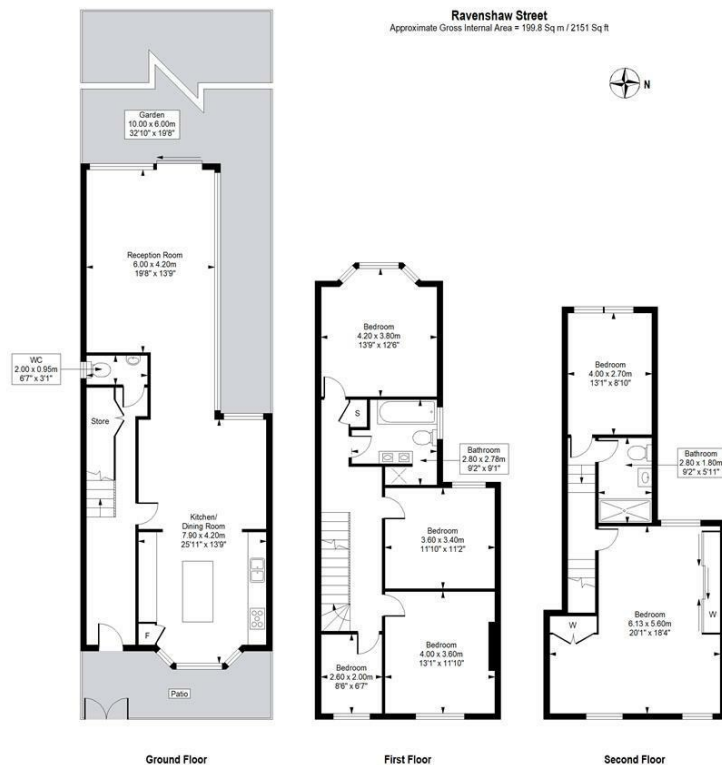 Ravenshaw Street
Approximate Gross Internal Area = 199.8 Sq m / 2151 Sq ft
N
Garden
10.00 x 6.00m
32'10" x 19'8"
Reception Room
6.00 x 4.20m
19'8" x 13'9"
WC
2.00 x 0.95m
6'7" x 3'1"
Store
Kitchen/
Dining Room
7.90 x 4.20m
25'11" x 13'9"
F
Patio
Ground Floor
Bedroom
4.20 x 3.80m
13'9" x 12'6"
S
Bathroom
2.80 x 2.78m
9'2" x 9'1"
Bedroom
3.60 x 3.40m
11'10" x 11'2"
Bedroom
4.00 x 3.60m
13'1" x 11'10"
Bedroom
2.60 x 2.00m
8'6" x 6'7"
First Floor
Bedroom
4.00 x 2.70m
13'1" x 8'10"
Bathroom
2.80 x 1.80m
9'2" x 5'11"
Bedroom
6.13 x 5.60m
20'1" x 18'4"
W
W
Second Floor